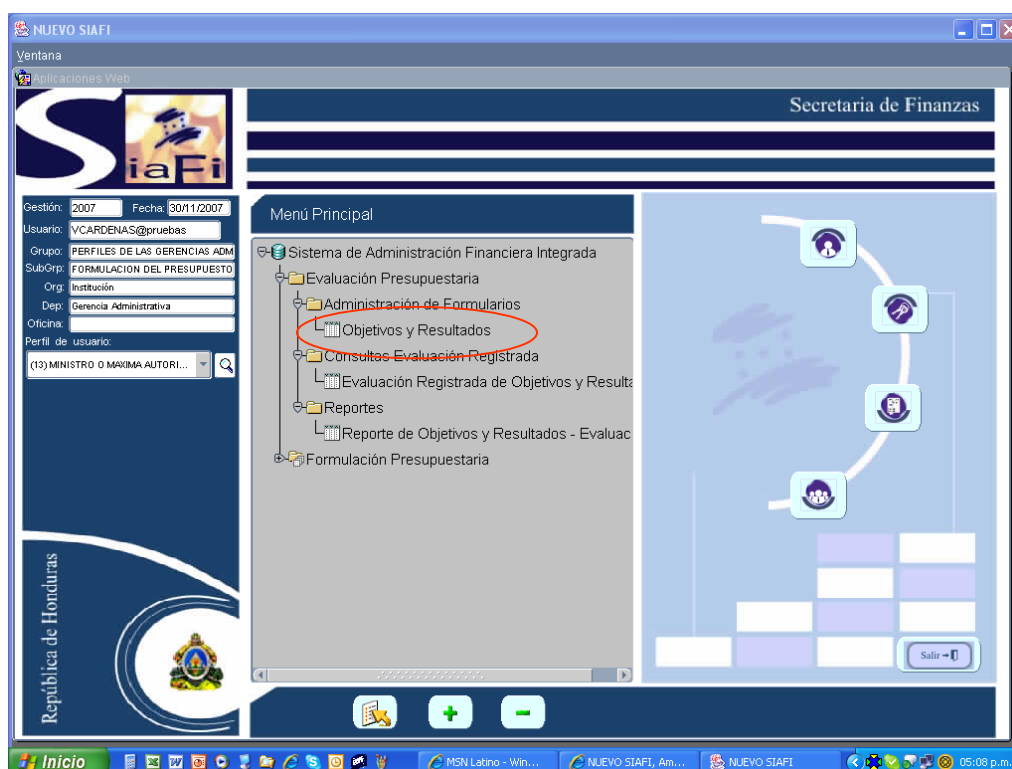 NUEVO SIAFI
Ventana
Aplicaciones Web
SiaFi
Secretaria de Finanzas
Gestión: 2007 Fecha: 30/11/2007
Usuario: VCARDENAS@pruebas
Grupo: PERFILES DE LAS GERENCIAS ADM
SubGrp: FORMULACION DEL PRESUPUESTO
Org: Institución
Dep: Gerencia Administrativa
Oficina:
Perfil de usuario:
(13) MINISTRO O MAXIMA AUTORI...
Menú Principal
Sistema de Administración Financiera Integrada
Evaluación Presupuestaria
Administración de Formularios
Objetivos y Resultados
Consultas Evaluación Registrada
Evaluación Registrada de Objetivos y Resulta
Reportes
Reporte de Objetivos y Resultados - Evaluac
Formulación Presupuestaria
República de Honduras
Salir
Inicio
MSN Latino - Win...
NUEVO SIAFI, Am...
NUEVO SIAFI
05:08 p.m.